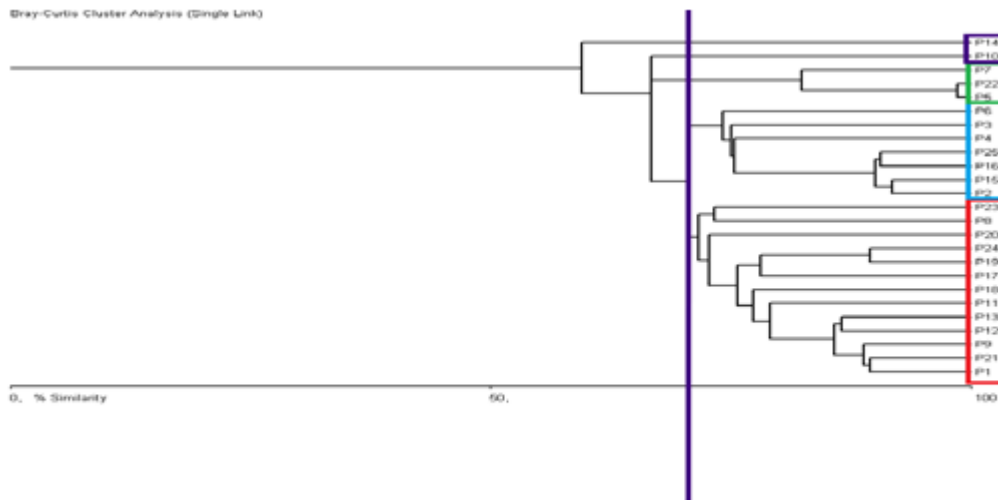 Bray-Curtis Cluster Analysis (Single Link)
P14
P10
P7
P22
P5
P6
P3
P4
P25
P16
P15
P2
P23
P8
P20
P24
P19
P17
P18
P11
P13
P12
P9
P21
P1
0, % Similarity 50, 100